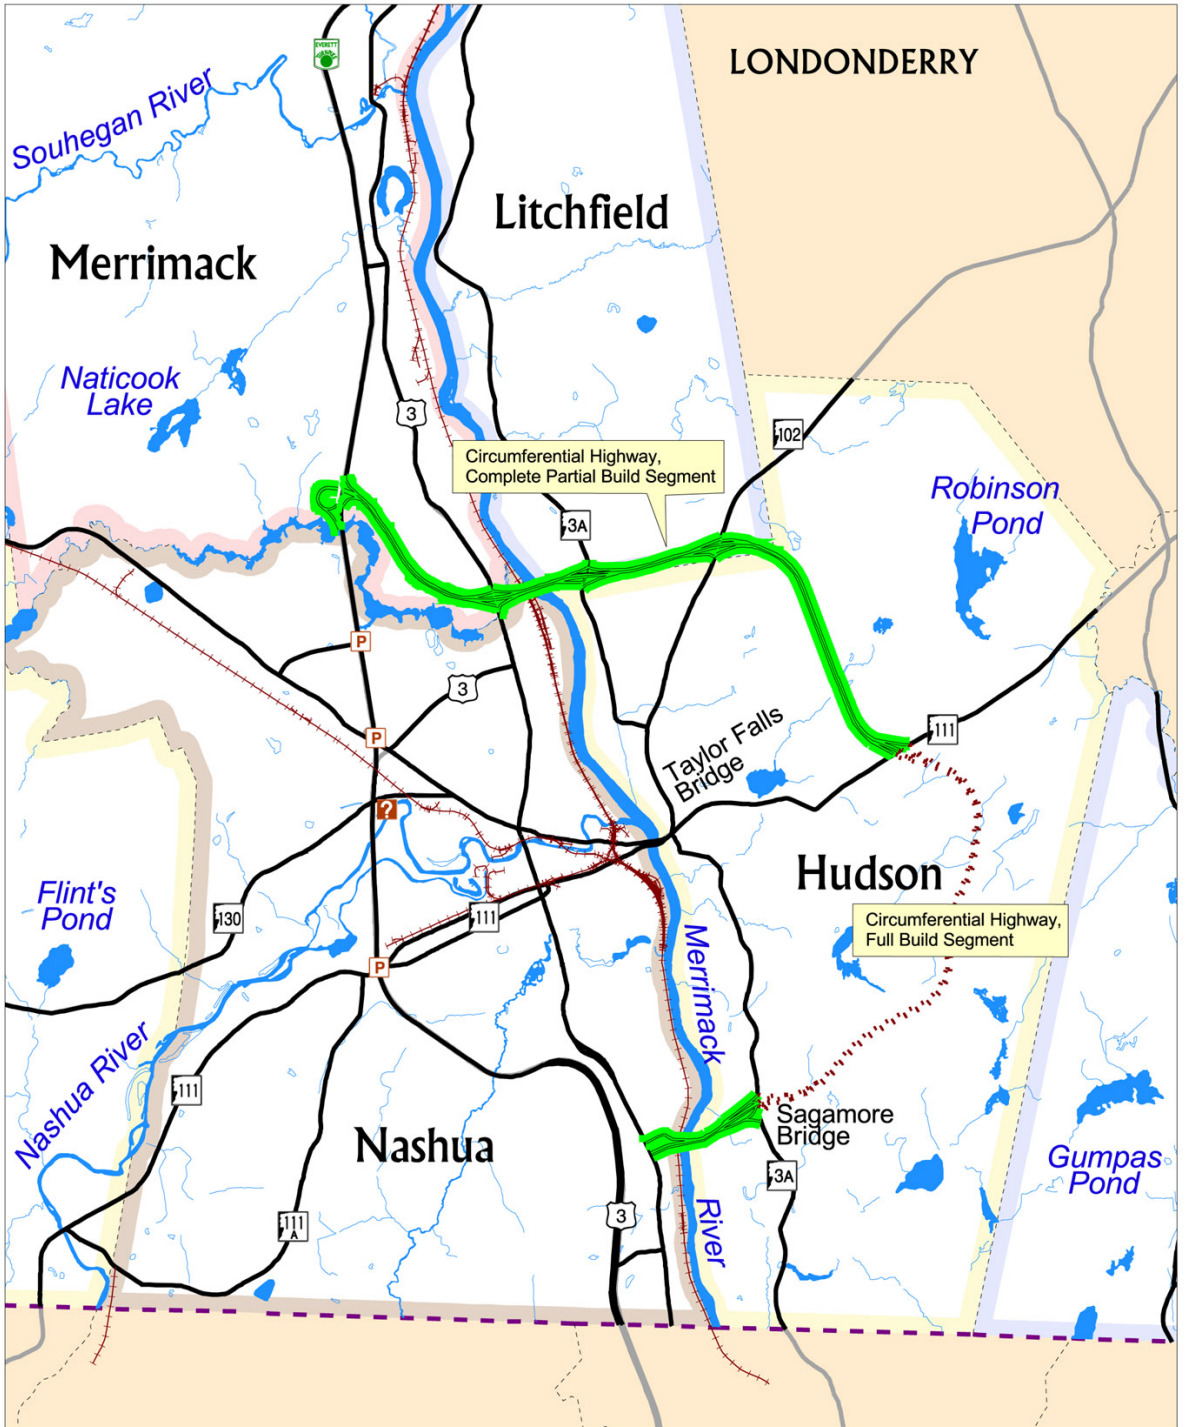 EVERETT
TURNPIKE
LONDONDERRY
Souhegan River
Litchfield
Merrimack
Naticook
Lake
3
102
Circumferential Highway,
Complete Partial Build Segment
Robinson
Pond
3A
P
3
111
Taylor Falls
Bridge
P
?
Hudson
Flint's
Pond
130
111
Circumferential Highway,
Full Build Segment
P
Merrimack
River
Nashua River
111
Nashua
Sagamore
Bridge
3A
Gumpas
Pond
111
A
3